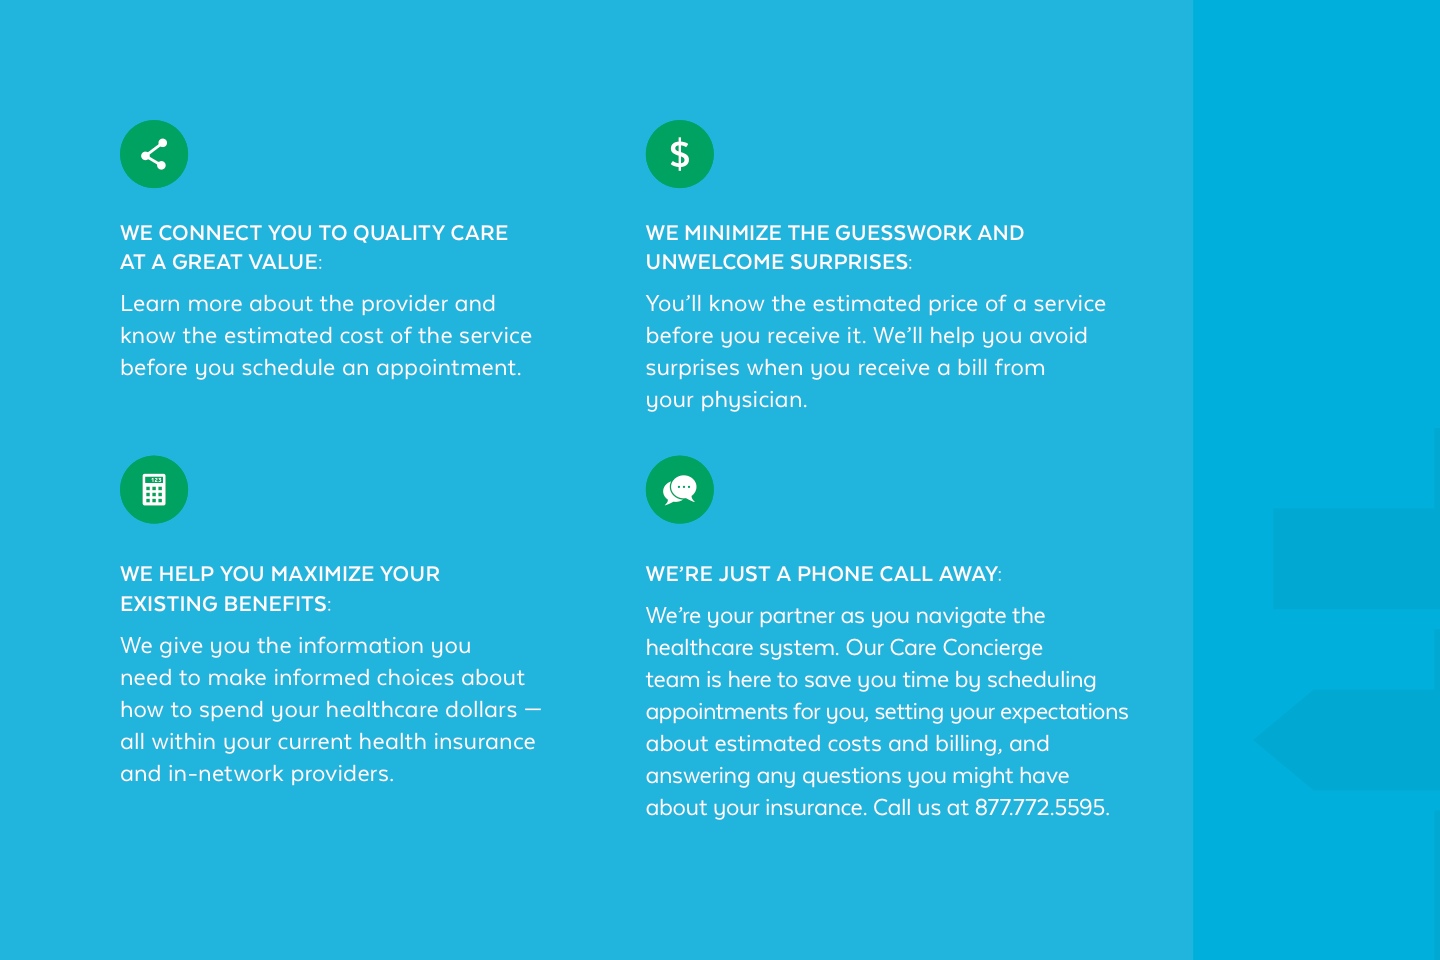 $
WE CONNECT YOU TO QUALITY CARE
AT A GREAT VALUE:
Learn more about the provider and
know the estimated cost of the service
before you schedule an appointment.
WE MINIMIZE THE GUESSWORK AND
UNWELCOME SURPRISES:
You’ll know the estimated price of a service
before you receive it. We’ll help you avoid
surprises when you receive a bill from
your physician.
123
WE HELP YOU MAXIMIZE YOUR
EXISTING BENEFITS:
We give you the information you
need to make informed choices about
how to spend your healthcare dollars —
all within your current health insurance
and in-network providers.
WE’RE JUST A PHONE CALL AWAY:
We’re your partner as you navigate the
healthcare system. Our Care Concierge
team is here to save you time by scheduling
appointments for you, setting your expectations
about estimated costs and billing, and
answering any questions you might have
about your insurance. Call us at 877.772.5595.